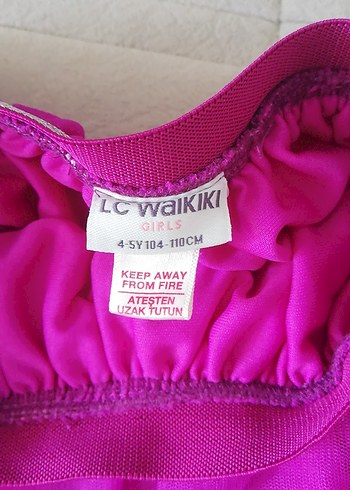 LC WAIKIKI
GIRLS
4-5Y 104-110CM
KEEP AWAY
FROM FIRE
ATEŞTEN
UZAK TUTUN